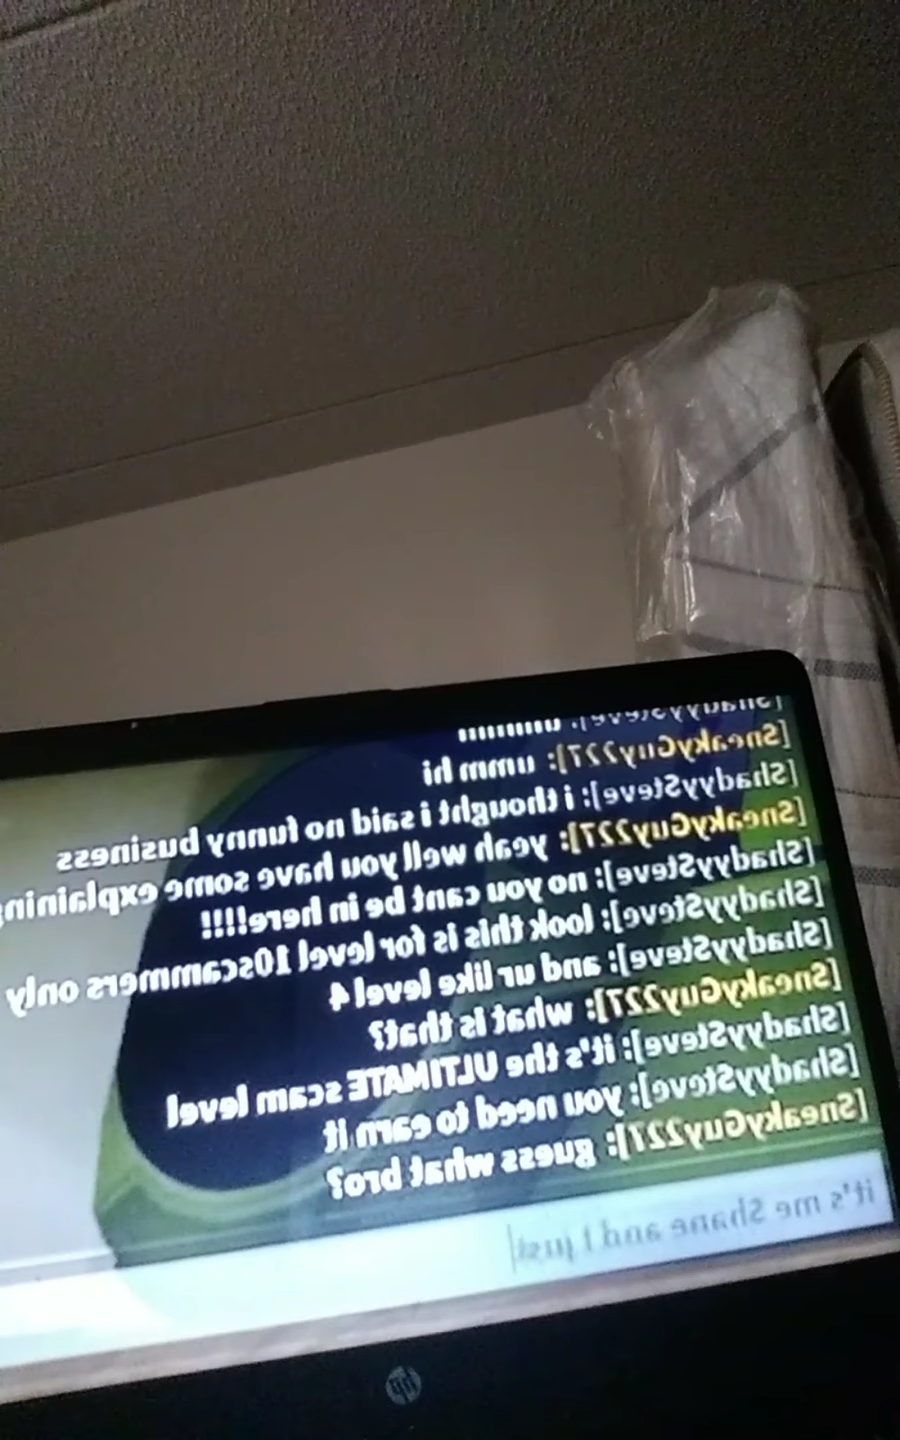 [ShadyySteve]: ummmm
[SneakyGuy227]: umm hi
[ShadyySteve]: i thought i said no funny business
[SneakyGuy227]: yeah well you have some explaining
[ShadyySteve]: no you cant be in here!!!!
[ShadyySteve]: look this is for level 10scammers only
[ShadyySteve]: and ur like level 4
[SneakyGuy227]: what is that?
[ShadyySteve]: it's the ULTIMATE scam level
[ShadyySteve]: you need to earn it
[SneakyGuy227]: guess what bro?
it's me Shane and I just
hp